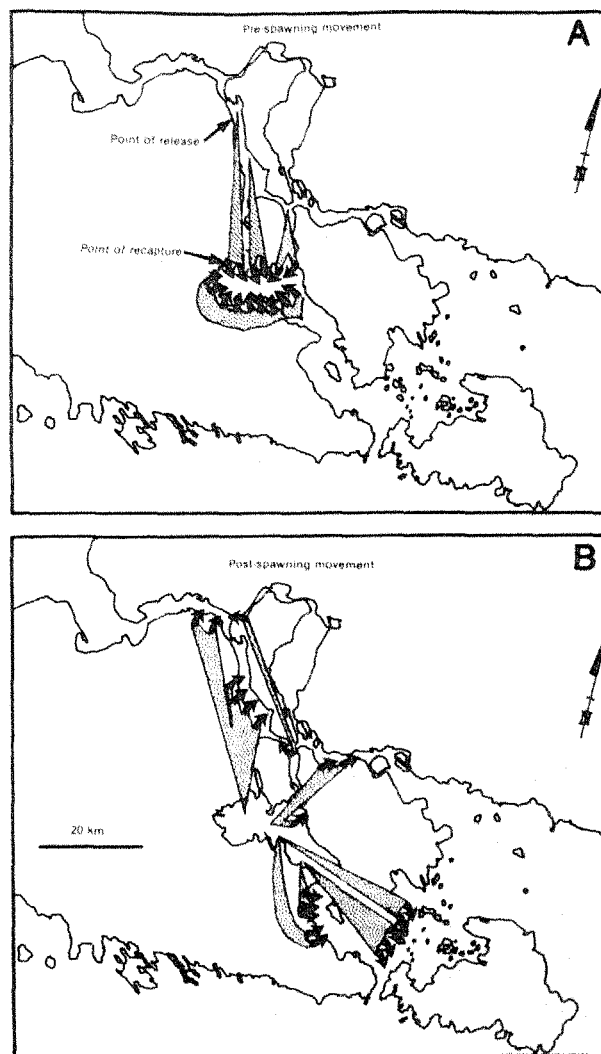 Pre-spawning movement
A
Point of release
Point of recapture
N
Post-spawning movement
B
N
20 km